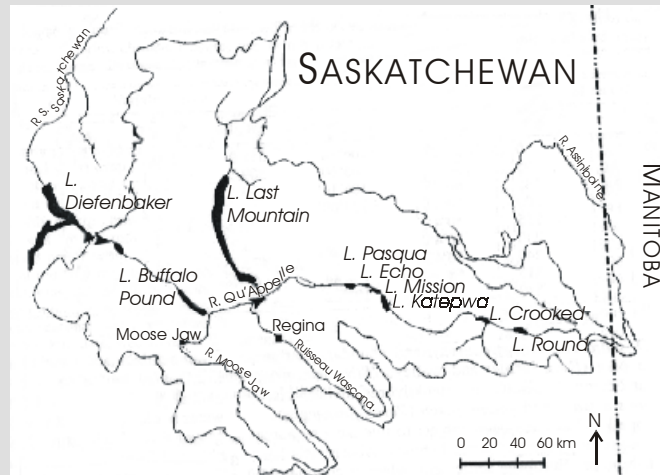 SASKATCHEWAN
MANITOBA
R. S. Saskatchewan
R. Assiniboine
L.
Diefenbaker
L. Last
Mountain
L. Buffalo
Pound
R. Qu'Appelle
L. Pasqua
L. Echo
L. Mission
L. Katepwa
L. Crooked
L. Round
Moose Jaw
Regina
R. Moose Jaw
Ruisseau Wascana.
N
0 20 40 60 km